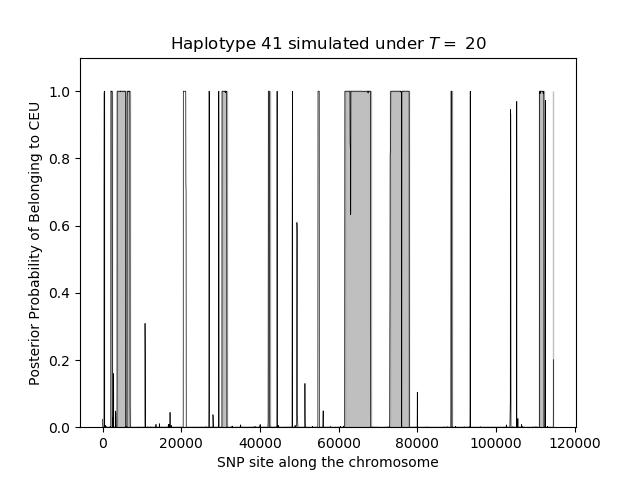 Haplotype 41 simulated under T = 20
Posterior Probability of Belonging to CEU
1.0
0.8
0.6
0.4
0.2
0.0
0 20000 40000 60000 80000 100000 120000
SNP site along the chromosome